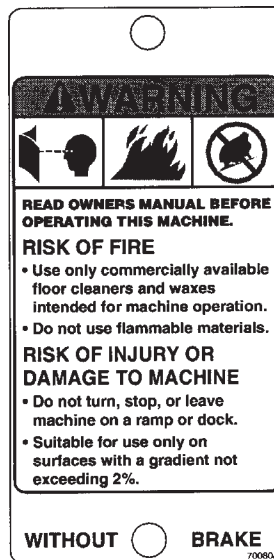 WARNING
READ OWNERS MANUAL BEFORE
OPERATING THIS MACHINE.
RISK OF FIRE
• Use only commercially available
floor cleaners and waxes
intended for machine operation.
• Do not use flammable materials.
RISK OF INJURY OR
DAMAGE TO MACHINE
• Do not turn, stop, or leave
machine on a ramp or dock.
• Suitable for use only on
surfaces with a gradient not
exceeding 2%.
WITHOUT BRAKE